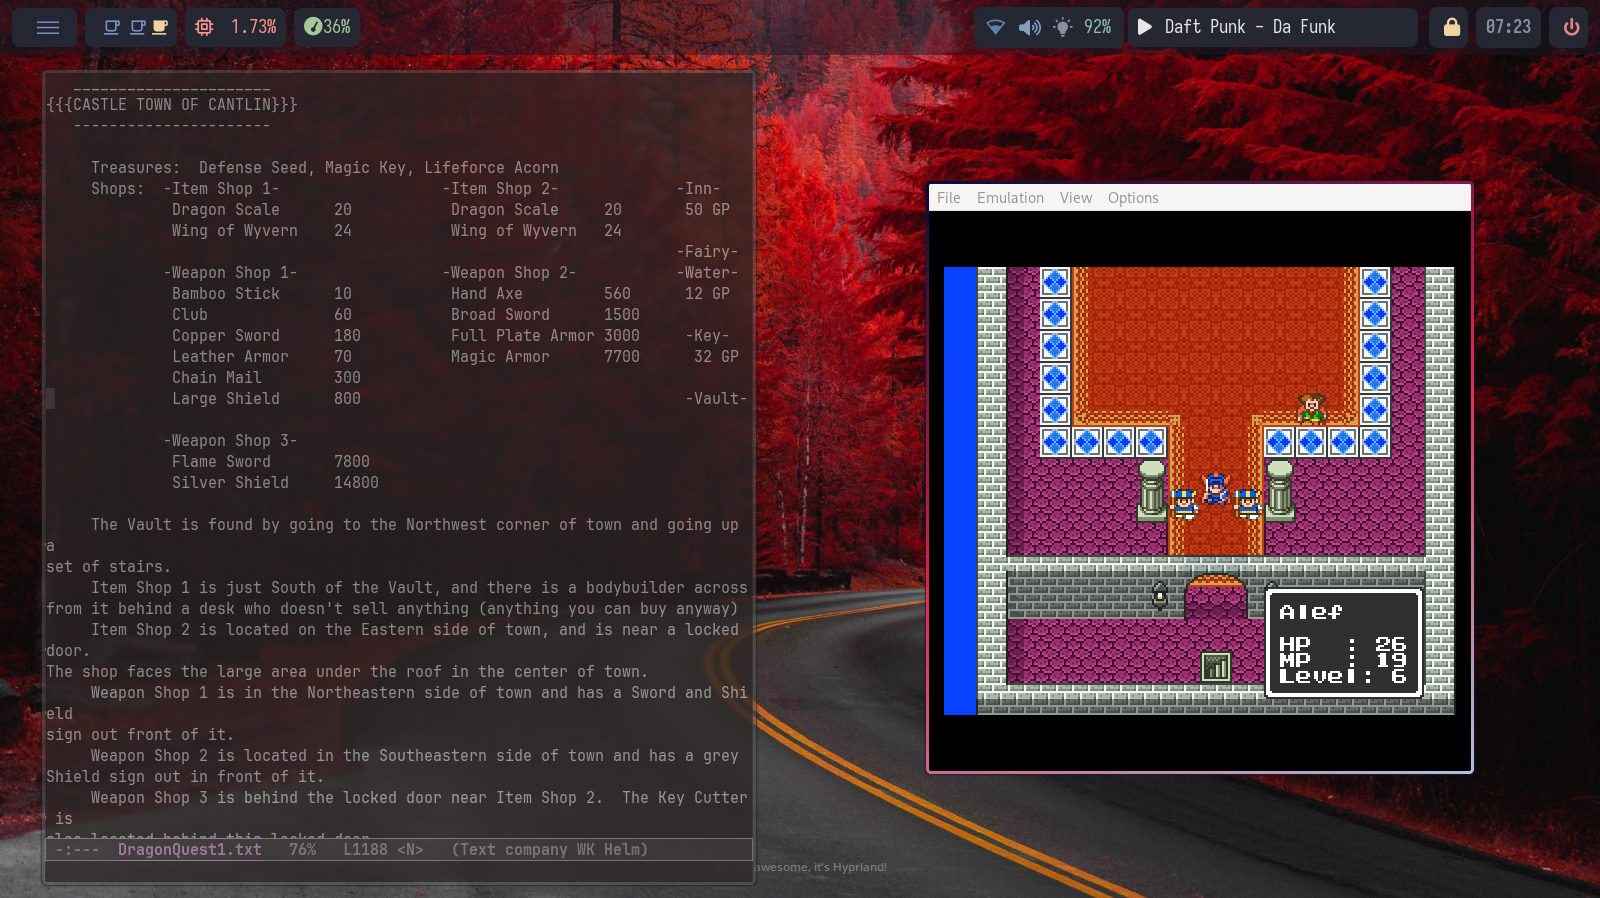 1.73%
36%
92%
Daft Punk - Da Funk
07:23
{{{CASTLE TOWN OF CANTLIN}}}
Treasures:  Defense Seed, Magic Key, Lifeforce Acorn
Shops:  -Item Shop 1-                  -Item Shop 2-            -Inn-
Dragon Scale      20           Dragon Scale     20       50 GP
Wing of Wyvern    24           Wing of Wyvern   24
-Fairy-
-Weapon Shop 1-                -Weapon Shop 2-           -Water-
Bamboo Stick      10           Hand Axe         560      12 GP
Club              60           Broad Sword      1500
Copper Sword      180          Full Plate Armor 3000     -Key-
Leather Armor     70           Magic Armor      7700      32 GP
Chain Mail        300
Large Shield      800                                    -Vault-
-Weapon Shop 3-
Flame Sword       7800
Silver Shield     14800
The Vault is found by going to the Northwest corner of town and going up
a
set of stairs.
Item Shop 1 is just South of the Vault, and there is a bodybuilder across
from it behind a desk who doesn't sell anything (anything you can buy anyway)
Item Shop 2 is located on the Eastern side of town, and is near a locked
door.
The shop faces the large area under the roof in the center of town.
Weapon Shop 1 is in the Northeastern side of town and has a Sword and Shi
eld
sign out front of it.
Weapon Shop 2 is located in the Southeastern side of town and has a grey
Shield sign out in front of it.
Weapon Shop 3 is behind the locked door near Item Shop 2.  The Key Cutter
is
also located behind this locked door.
-:---  DragonQuest1.txt   76%   L1188 <N>   (Text company WK Helm)
awesome, it's Hyprland!
File Emulation View Options
Alef
HP : 26
MP : 19
Level: 6